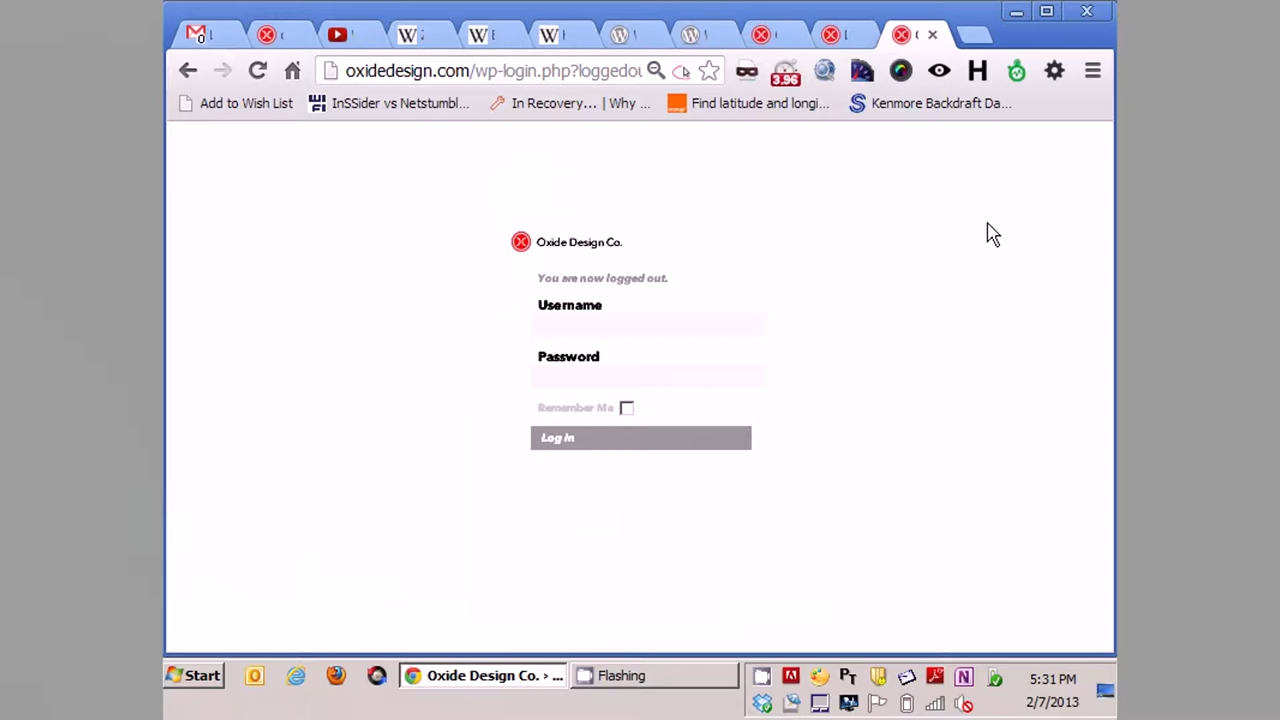 oxidedesign.com/wp-login.php?loggedou
3.96
Add to Wish List
InSSider vs Netstumbl...
In Recovery... | Why ...
Find latitude and longi...
Kenmore Backdraft Da...
Oxide Design Co.
You are now logged out.
Username
Password
Remember Me
Log In
Start
Oxide Design Co. › ...
Flashing
5:31 PM
2/7/2013